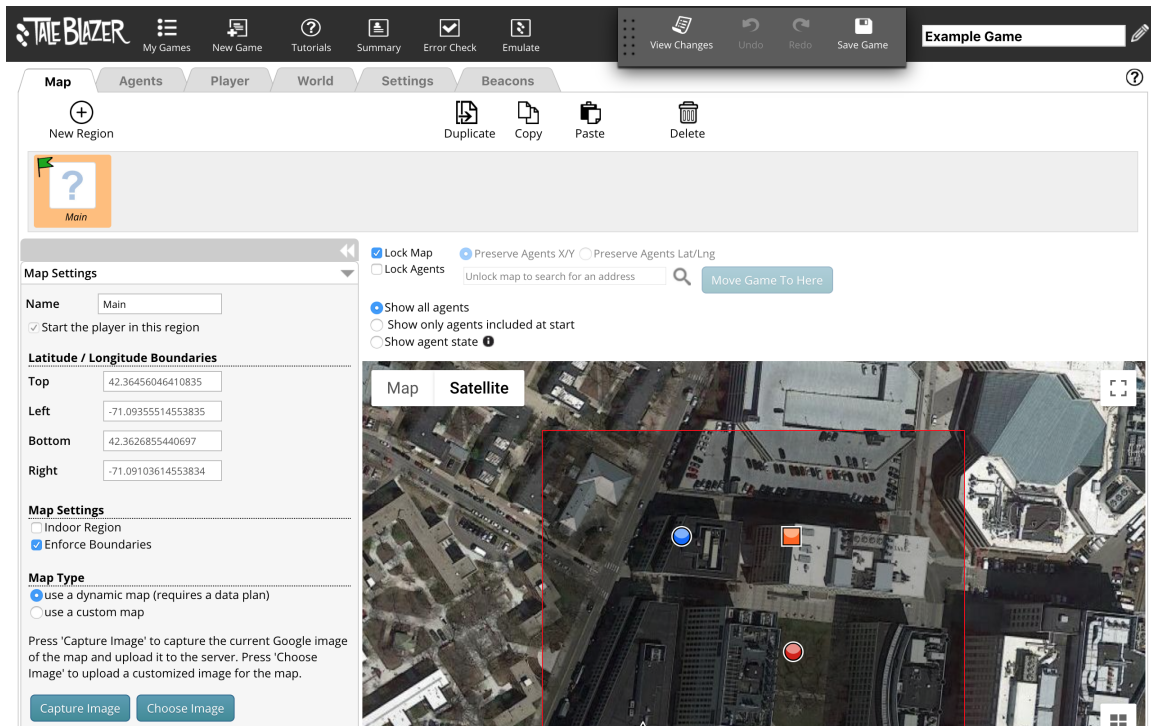 TALEBLAZER
My Games
New Game
Tutorials
Summary
Error Check
Emulate
View Changes
Undo
Redo
Save Game
Example Game
Map
Agents
Player
World
Settings
Beacons
?
New Region
Duplicate
Copy
Paste
Delete
?
Main
Map Settings
Name
Main
Start the player in this region
Latitude / Longitude Boundaries
Top
42.36456046410835
Left
-71.09355514553835
Bottom
42.3626855440697
Right
-71.09103614553834
Map Settings
Indoor Region
Enforce Boundaries
Map Type
use a dynamic map (requires a data plan)
use a custom map
Press 'Capture Image' to capture the current Google image
of the map and upload it to the server. Press 'Choose
Image' to upload a customized image for the map.
Capture Image
Choose Image
Lock Map
Preserve Agents X/Y
Preserve Agents Lat/Lng
Lock Agents
Unlock map to search for an address
Move Game To Here
Show all agents
Show only agents included at start
Show agent state
Map
Satellite